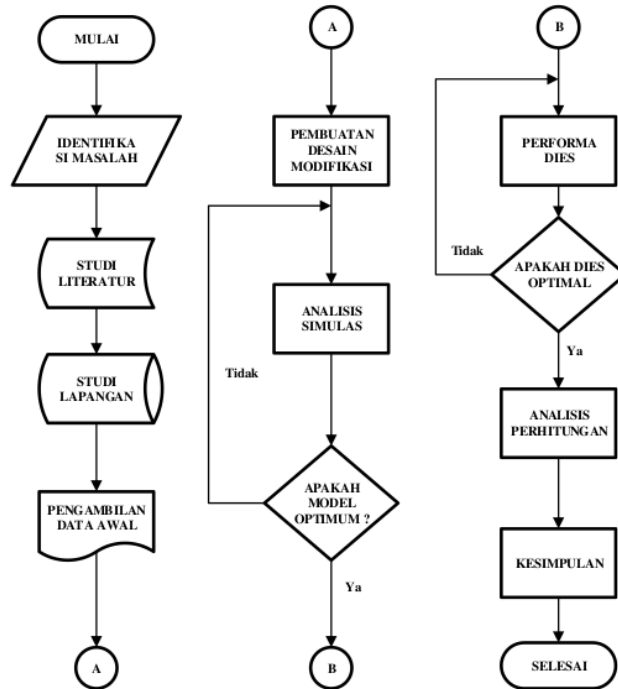 MULAI
IDENTIFIKA
SI MASALAH
STUDI
LITERATUR
STUDI
LAPANGAN
PENGAMBILAN
DATA AWAL
A
A
PEMBUATAN
DESAIN
MODIFIKASI
ANALISIS
SIMULAS
Tidak
APAKAH
MODEL
OPTIMUM ?
Ya
B
B
PERFORMA
DIES
Tidak
APAKAH DIES
OPTIMAL
Ya
ANALISIS
PERHITUNGAN
KESIMPULAN
SELESAI